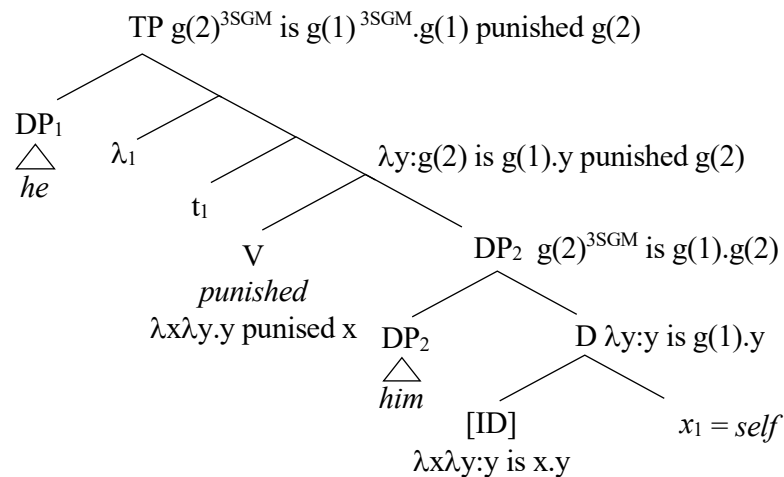 TP g(2)³ˢᴳᴹ is g(1)³ˢᴳᴹ.g(1) punished g(2)
DP₁
he
λ₁
λy:g(2) is g(1).y punished g(2)
t₁
V
punished
λxλy.y punised x
DP₂ g(2)³ˢᴳᴹ is g(1).g(2)
DP₂
him
D λy:y is g(1).y
[ID]
λxλy:y is x.y
x₁ = self